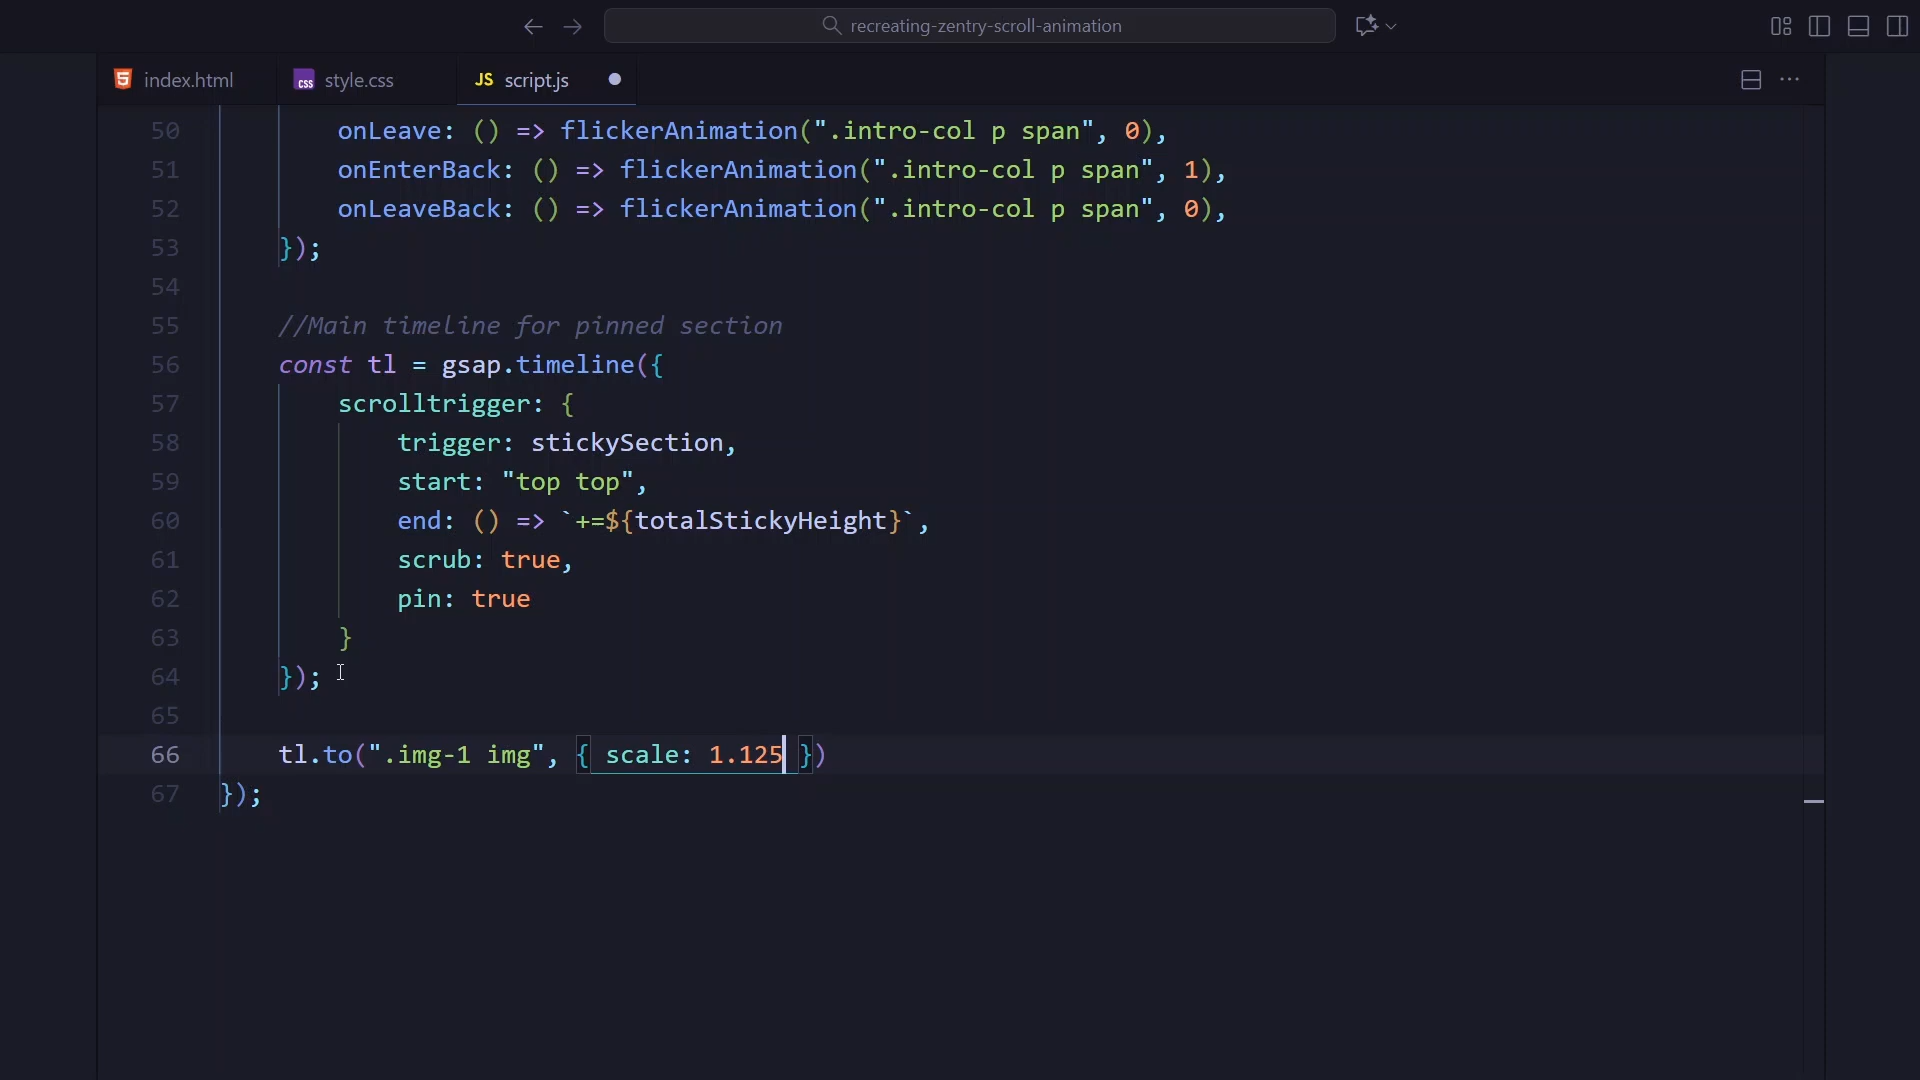 recreating-zentry-scroll-animation
index.html
style.css
JS script.js
50 onLeave: () => flickerAnimation(".intro-col p span", 0),
51 onEnterBack: () => flickerAnimation(".intro-col p span", 1),
52 onLeaveBack: () => flickerAnimation(".intro-col p span", 0),
53 });
54
55 //Main timeline for pinned section
56 const tl = gsap.timeline({
57 scrolltrigger: {
58 trigger: stickySection,
59 start: "top top",
60 end: () => `+=${totalStickyHeight}`,
61 scrub: true,
62 pin: true
63 }
64 });
65
66 tl.to(".img-1 img", { scale: 1.125 })
67 });